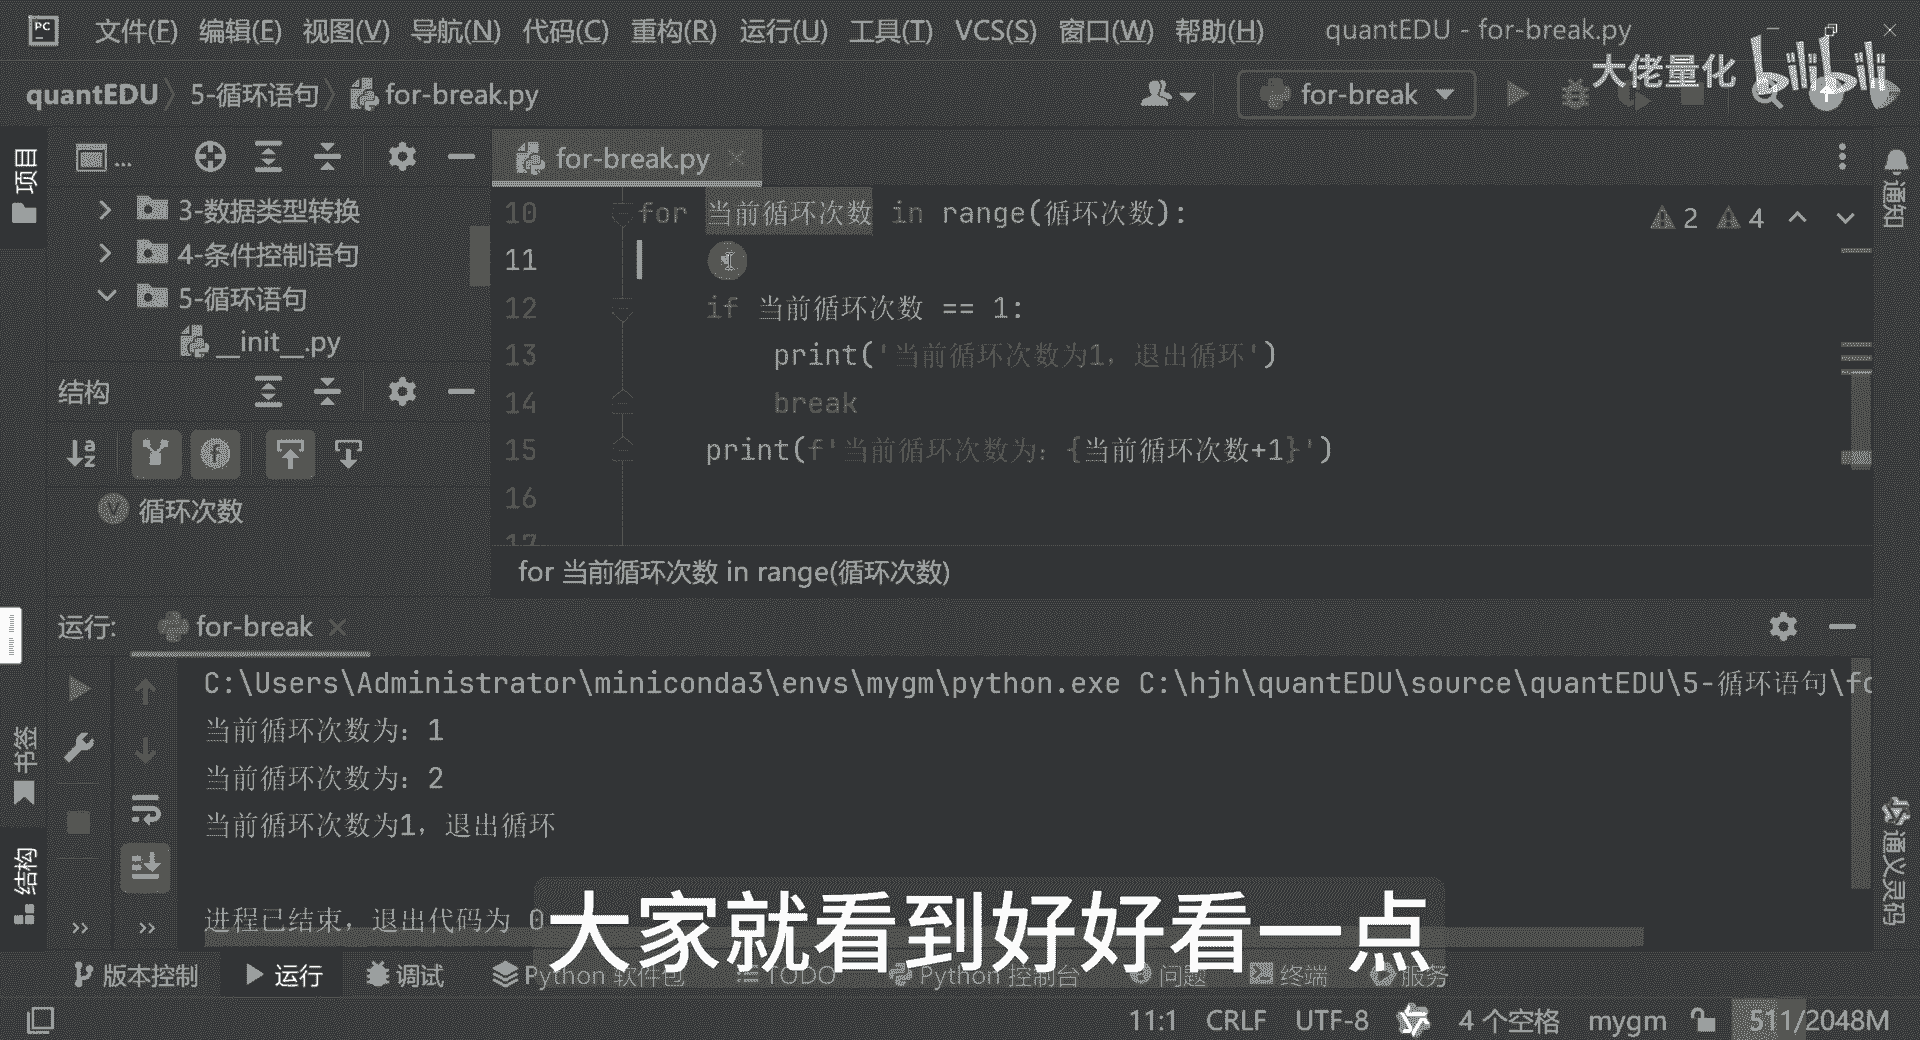 文件(F) 编辑(E) 视图(V) 导航(N) 代码(C) 重构(R) 运行(U) 工具(T) VCS(S) 窗口(W) 帮助(H) quantEDU - for-break.py
大佬量化 bilibili
quantEDU 5-循环语句 for-break.py for-break
项目
...
for-break.py
通知
3-数据类型转换
4-条件控制语句
5-循环语句
__init__.py
结构
循环次数
10 for 当前循环次数 in range(循环次数):
2 4
11
12 if 当前循环次数 == 1:
13 print('当前循环次数为1，退出循环')
14 break
15 print(f'当前循环次数为：{当前循环次数+1}')
16
17
for 当前循环次数 in range(循环次数)
运行: for-break
C:\Users\Administrator\miniconda3\envs\mygm\python.exe C:\hjh\quantEDU\source\quantEDU\5-循环语句\fo
当前循环次数为：1
当前循环次数为：2
当前循环次数为1，退出循环
进程已结束，退出代码为 0
书签
结构
通义灵码
大家就看到好好看一点
版本控制 运行 调试 Python 软件包 TODO Python 控制台 问题 终端 服务
11:1 CRLF UTF-8 4 个空格 mygm 511/2048M